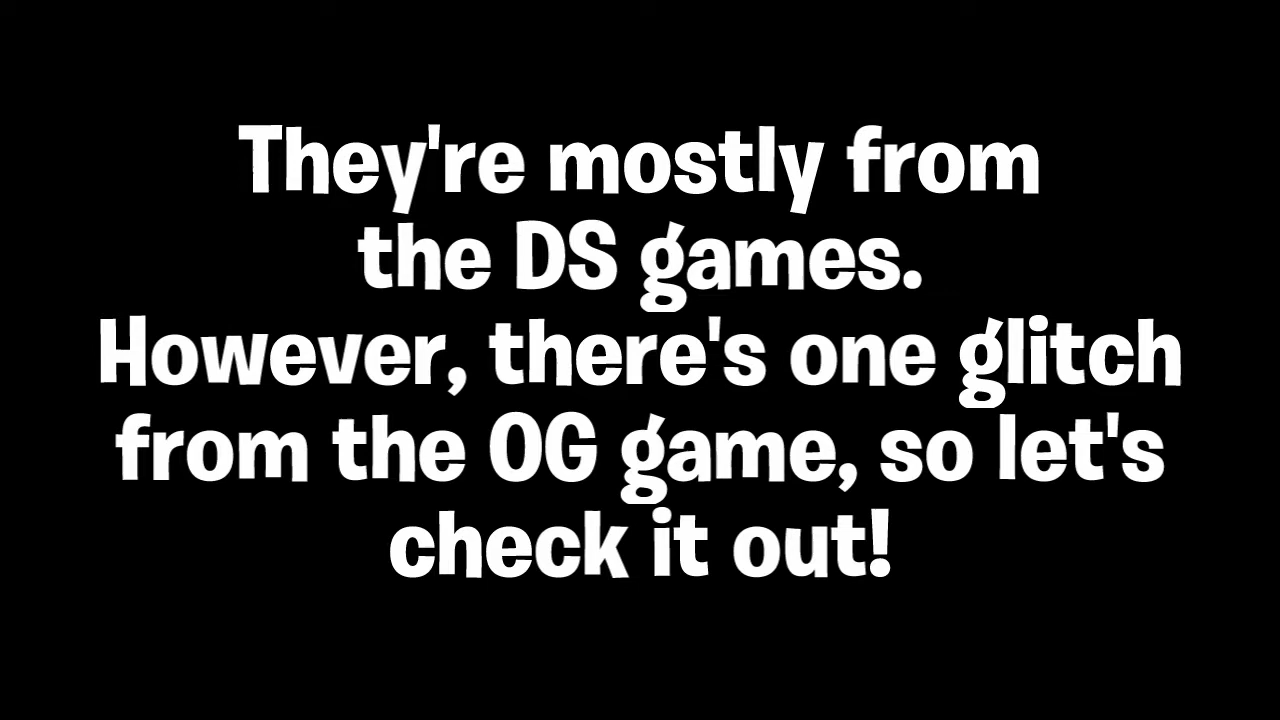 They're mostly from
the DS games.
However, there's one glitch
from the OG game, so let's
check it out!